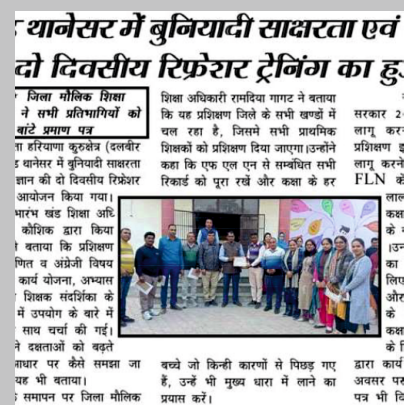 थानेसर में बुनियादी साक्षरता एवं
दो दिवसीय रिफ्रेशर ट्रेनिंग का
जिला मौलिक शिक्षा
ने सभी प्रतिभागियों को
बांटे प्रमाण पत्र
हरियाणा कुरुक्षेत्र (दलबीर
थानेसर में बुनियादी साक्षरता
ज्ञान की दो दिवसीय रिफ्रेशर
आयोजन किया गया।
खंड शिक्षा
कौशिक द्वारा किया
बताया कि प्रशिक्षण
व अंग्रेजी विषय
कार्य योजना, अभ्यास
शिक्षक संदर्शिका के
में उपयोग के बारे में
साथ चर्चा की गई।
दक्षताओं को बढ़ते
पर कैसे समझा जा
यह भी बताया।
समापन पर जिला मौलिक
शिक्षा अधिकारी रामदिया गागट ने बताया
कि यह प्रशिक्षण जिले के सभी खण्डों में
चल रहा है, जिसमे सभी प्राथमिक
शिक्षकों को प्रशिक्षण दिया जाएगा।उन्होंने
कहा कि एफ एल एन से सम्बंधित सभी
रिकार्ड को पूरा रखें और कक्षा के हर
बच्चे जो किन्ही कारणों से पिछड़ गए
हैं, उन्हें भी मुख्य धारा में लाने का
प्रयास करें।
सरकार
लागू
प्रशिक्षण
लागू करने
FLN के
कक्षा
के
का
और
के
कक्षा
के
द्वारा कार्य
अवसर पर
पत्र भी